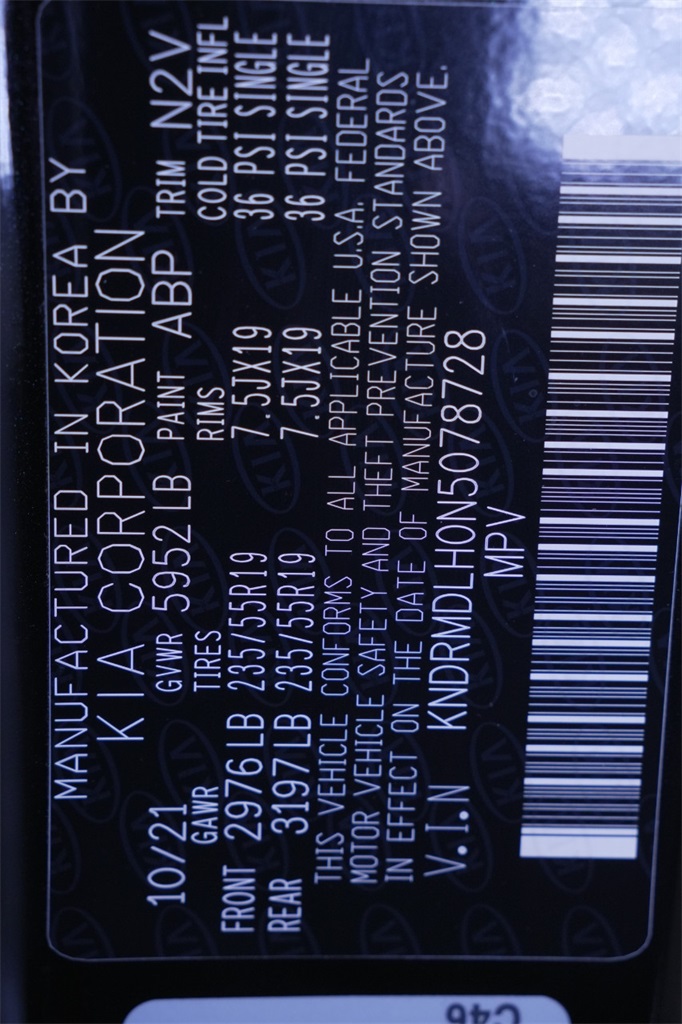 MANUFACTURED IN KOREA BY
KIA CORPORATION
10/21 GVWR 5952 LB PAINT ABP TRIM N2V
GAWR TIRES RIMS COLD TIRE INFL
FRONT 2976 LB 235/55R19 7.5JX19 36 PSI SINGLE
REAR 3197 LB 235/55R19 7.5JX19 36 PSI SINGLE
THIS VEHICLE CONFORMS TO ALL APPLICABLE U.S.A. FEDERAL
MOTOR VEHICLE SAFETY AND THEFT PREVENTION STANDARDS
IN EFFECT ON THE DATE OF MANUFACTURE SHOWN ABOVE.
V.I.N KNDRMDLH0N5078728
MPV
C46